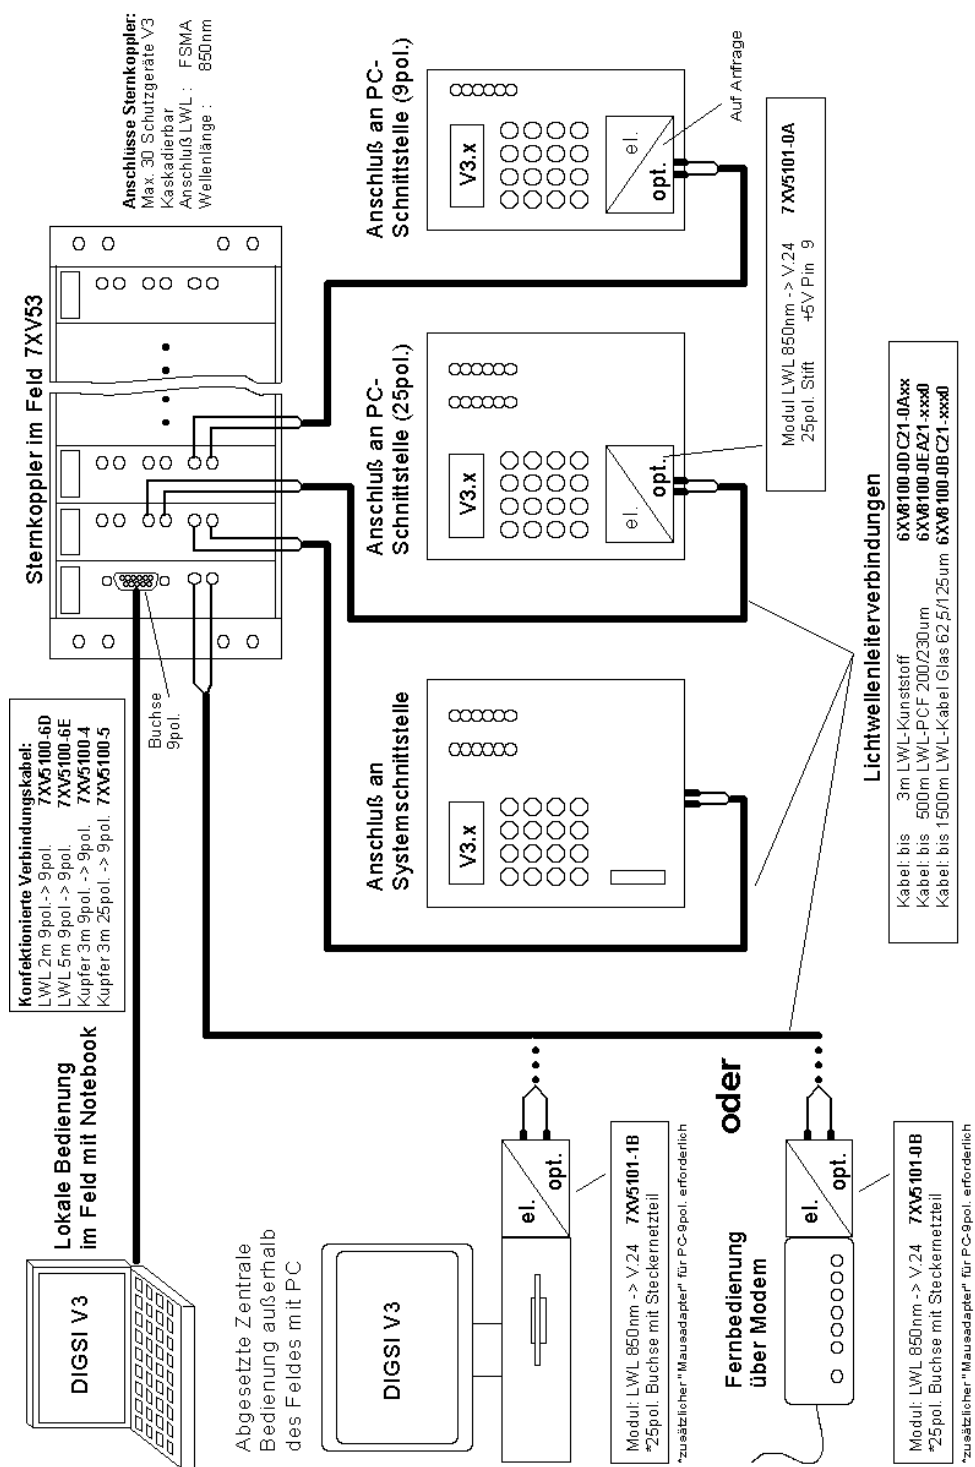 Lokale Bedienung
im Feld mit Notebook
DIGSI V3
Konfektionierte Verbindungskabel:
LWL 2m 9pol.-> 9pol. 7XV5100-6D
LWL 5m 9pol -> 9pol. 7XV5100-6E
Kupfer 3m 9pol. -> 9pol. 7XV5100-4
Kupfer 3m 25pol. -> 9pol. 7XV5100-5
Buchse
9pol.
Sternkoppler im Feld 7XV53
Anschlüsse Sternkoppler:
Max. 30 Schutzgeräte V3
Kaskadierbar
Anschluß LWL : FSMA
Wellenlänge : 850nm
Abgesetzte Zentrale
Bedienung außerhalb
des Feldes mit PC
DIGSI V3
el.
opt.
Modul: LWL 850nm -> V.24 7XV5101-1B
*25pol. Buchse mit Steckernetzteil
*zusätzlicher "Mausadapter" für PC-9pol. erforderlich
oder
Fernbedienung
über Modem
el.
opt.
Modul: LWL 850nm -> V.24 7XV5101-0B
*25pol. Buchse mit Steckernetzteil
*zusätzlicher "Mausadapter" für PC-9pol. erforderlich
Anschluß an
Systemschnittstelle
V3.x
Anschluß an PC-
Schnittstelle (25pol.)
V3.x
el.
opt.
Anschluß an PC-
Schnittstelle (9pol.)
V3.x
el.
opt.
Auf Anfrage
Modul LWL 850nm -> V.24 7XV5101-0A
25pol. Stift +5V Pin 9
Lichtwellenleiterverbindungen
Kabel: bis 3m LWL-Kunststoff 6XV8100-0DC21-0Axx
Kabel: bis 500m LWL-PCF 200/230um 6XV8100-0EA21-xxx0
Kabel: bis 1500m LWL-Kabel Glas 62,5/125um 6XV8100-0BC21-xxx0